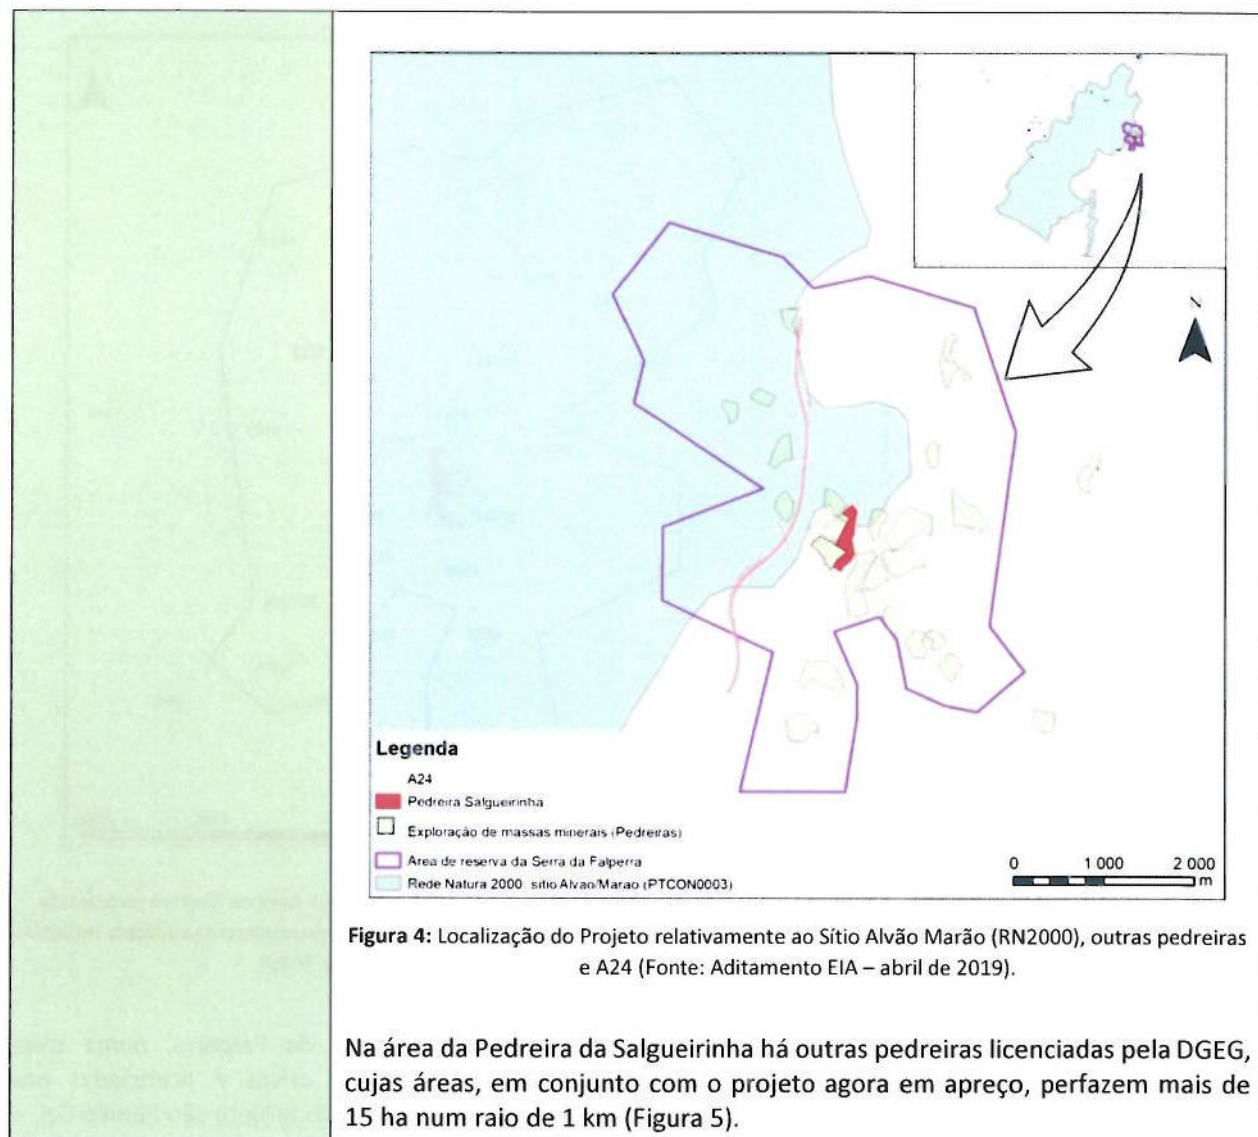 N
Legenda
A24
Pedreira Salgueirinha
Exploração de massas minerais (Pedreiras)
Área de reserva da Serra da Falperra
Rede Natura 2000 sítio Alvão/Marão (PTCON0003)
0 1 000 2 000
m
Figura 4: Localização do Projeto relativamente ao Sítio Alvão Marão (RN2000), outras pedreiras
e A24 (Fonte: Aditamento EIA – abril de 2019).
Na área da Pedreira da Salgueirinha há outras pedreiras licenciadas pela DGEG,
cujas áreas, em conjunto com o projeto agora em apreço, perfazem mais de
15 ha num raio de 1 km (Figura 5).